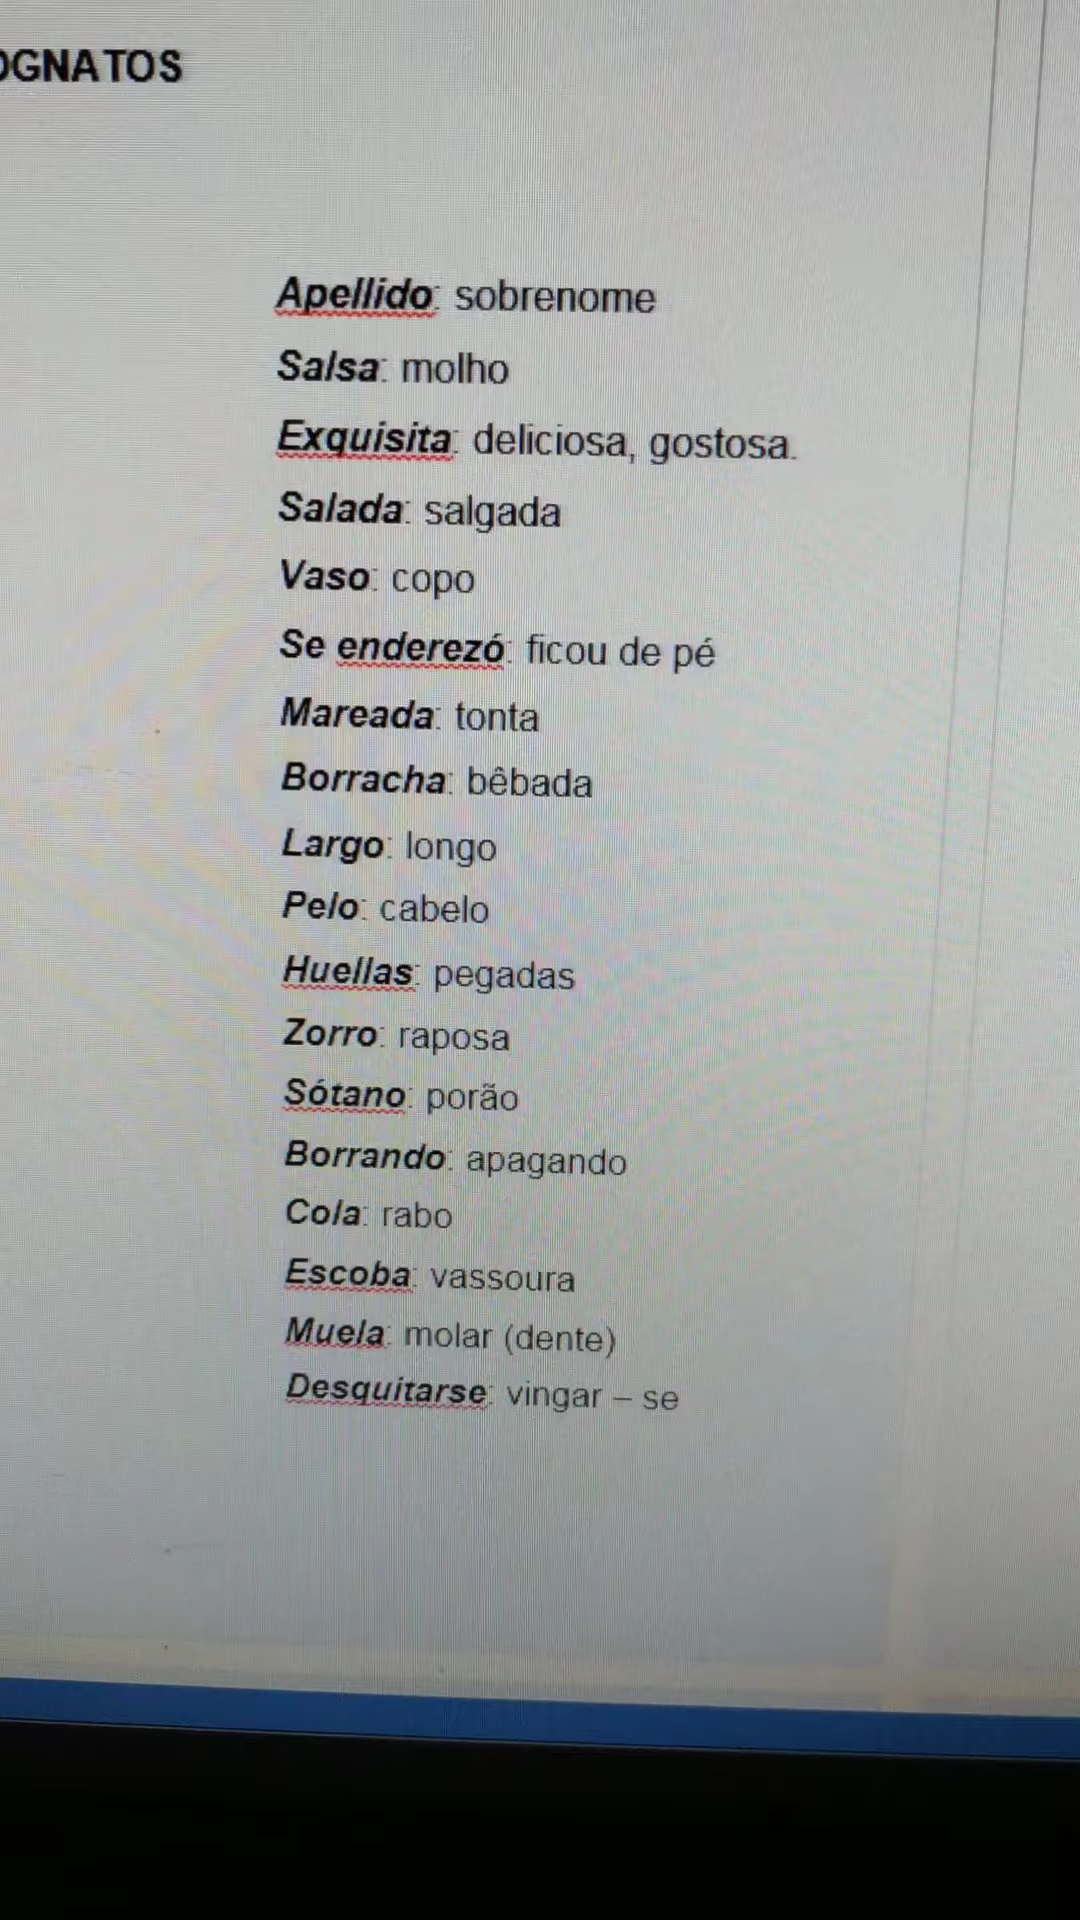 OGNATOS
Apellido: sobrenome
Salsa: molho
Exquisita: deliciosa, gostosa.
Salada: salgada
Vaso: copo
Se enderezó: ficou de pé
Mareada: tonta
Borracha: bêbada
Largo: longo
Pelo: cabelo
Huellas: pegadas
Zorro: raposa
Sótano: porão
Borrando: apagando
Cola: rabo
Escoba: vassoura
Muela: molar (dente)
Desquitarse: vingar – se